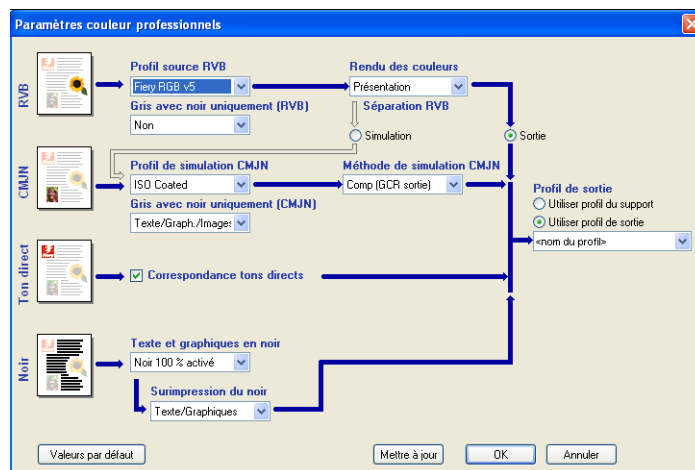 Paramètres couleur professionnels
RVB
Profil source RVB
Fiery RGB v5
Rendu des couleurs
Présentation
Gris avec noir uniquement (RVB)
Non
Séparation RVB
Simulation
Sortie
CMJN
Profil de simulation CMJN
ISO Coated
Méthode de simulation CMJN
Comp (GCR sortie)
Gris avec noir uniquement (CMJN)
Texte/Graph./Images
Profil de sortie
Utiliser profil du support
Utiliser profil de sortie
<nom du profil>
Ton direct
Correspondance tons directs
Noir
Texte et graphiques en noir
Noir 100 % activé
Surimpression du noir
Texte/Graphiques
Valeurs par défaut
Mettre à jour
OK
Annuler